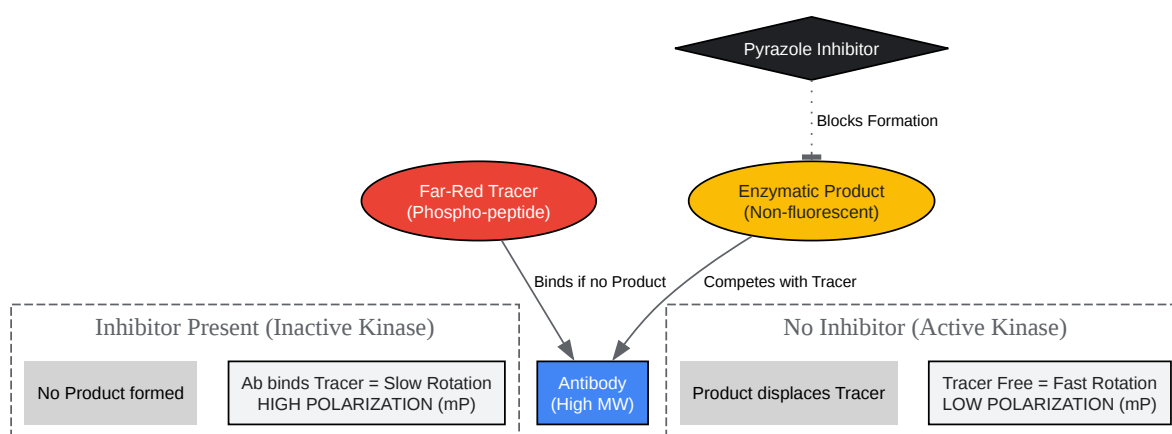 Pyrazole Inhibitor
Blocks Formation
Far-Red Tracer
(Phospho-peptide)
Enzymatic Product
(Non-fluorescent)
Binds if no Product
Competes with Tracer
Inhibitor Present (Inactive Kinase)
No Product formed
Ab binds Tracer = Slow Rotation
HIGH POLARIZATION (mP)
Antibody
(High MW)
No Inhibitor (Active Kinase)
Product displaces Tracer
Tracer Free = Fast Rotation
LOW POLARIZATION (mP)